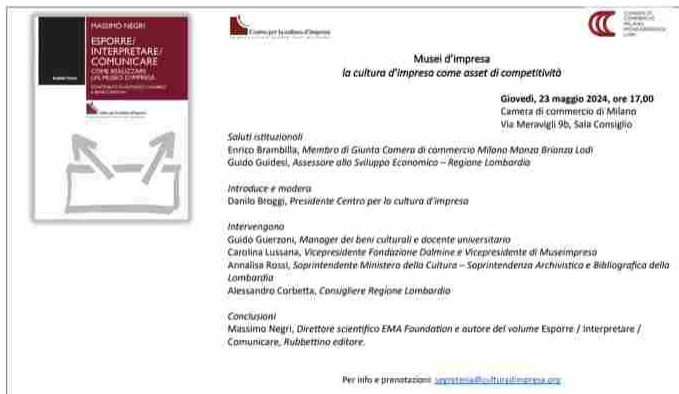 MASSIMO NEGRI
ESPORRE/
INTERPRETARE/
COMUNICARE
COME REALIZZARE
UN MUSEO D'IMPRESA
Centro per la cultura d'impresa
CAMERA DI
COMMERCIO
MILANO
MONZABRIANZA
LODI
Musei d'impresa
la cultura d'impresa come asset di competitività
Giovedì, 23 maggio 2024, ore 17,00
Camera di commercio di Milano
Via Meravigli 9b, Sala Consiglio
Saluti istituzionali
Enrico Brambilla, Membro di Giunta Camera di commercio Milano Monza Brianza Lodi
Guido Guidesi, Assessore allo Sviluppo Economico – Regione Lombardia
Introduce e modera
Danilo Broggi, Presidente Centro per la cultura d'impresa
Intervengono
Guido Guerzoni, Manager dei beni culturali e docente universitario
Carolina Lussana, Vicepresidente Fondazione Dalmine e Vicepresidente di Museimpresa
Annalisa Rossi, Soprintendente Ministero della Cultura – Soprintendenza Archivistica e Bibliografica della
Lombardia
Alessandro Corbetta, Consigliere Regione Lombardia
Conclusioni
Massimo Negri, Direttore scientifico EMA Foundation e autore del volume Esporre / Interpretare /
Comunicare, Rubbettino editore.
Per info e prenotazioni: segreteria@culturadimpresa.org